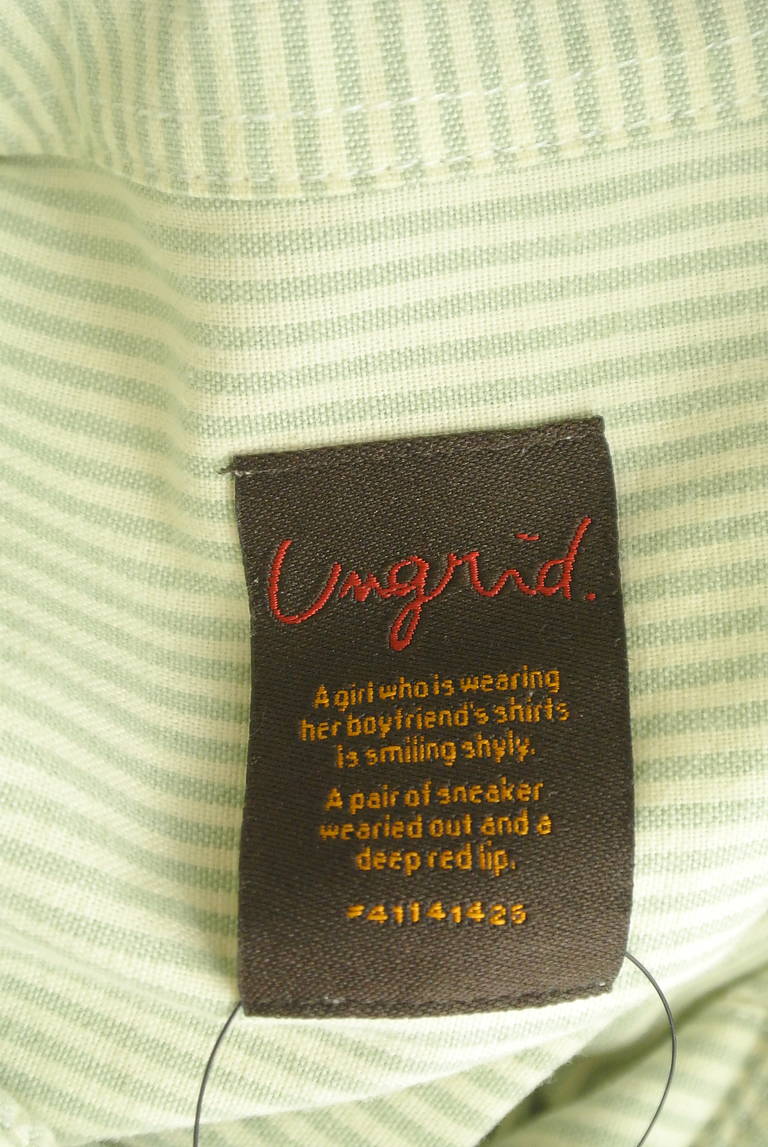 Ungrid.
A girl who is wearing
her boyfriend's shirts
is smiling shyly.
A pair of sneaker
wearied out and a
deep red lip.
#41141425